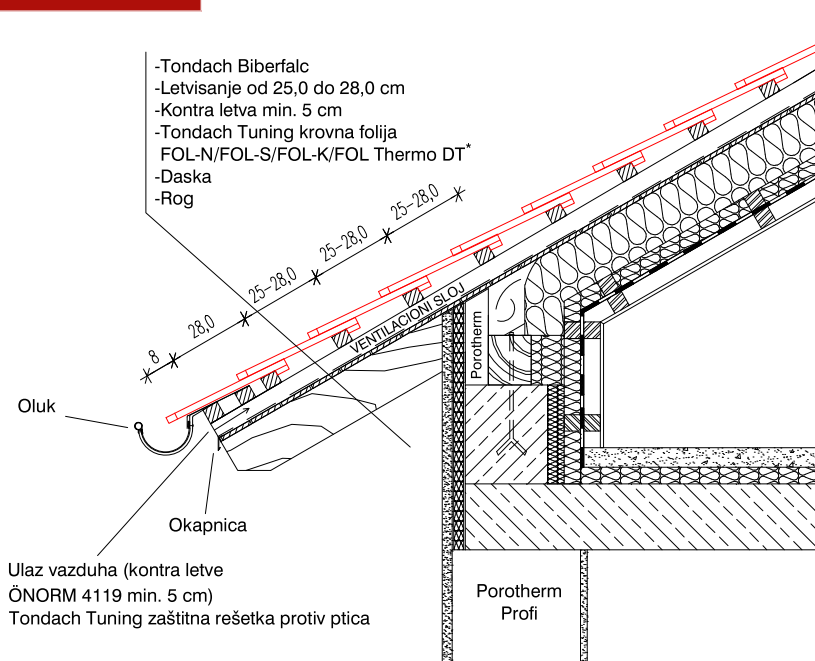 -Tondach Biberfalc
-Letvisanje od 25,0 do 28,0 cm
-Kontra letva min. 5 cm
-Tondach Tuning krovna folija
FOL-N/FOL-S/FOL-K/FOL Thermo DT*
-Daska
-Rog
25-28,0
25-28,0
25-28,0
28,0
8
VENTILACIONI SLOJ
Porotherm
Oluk
Okapnica
Ulaz vazduha (kontra letve
ÖNORM 4119 min. 5 cm)
Tondach Tuning zaštitna rešetka protiv ptica
Porotherm
Profi